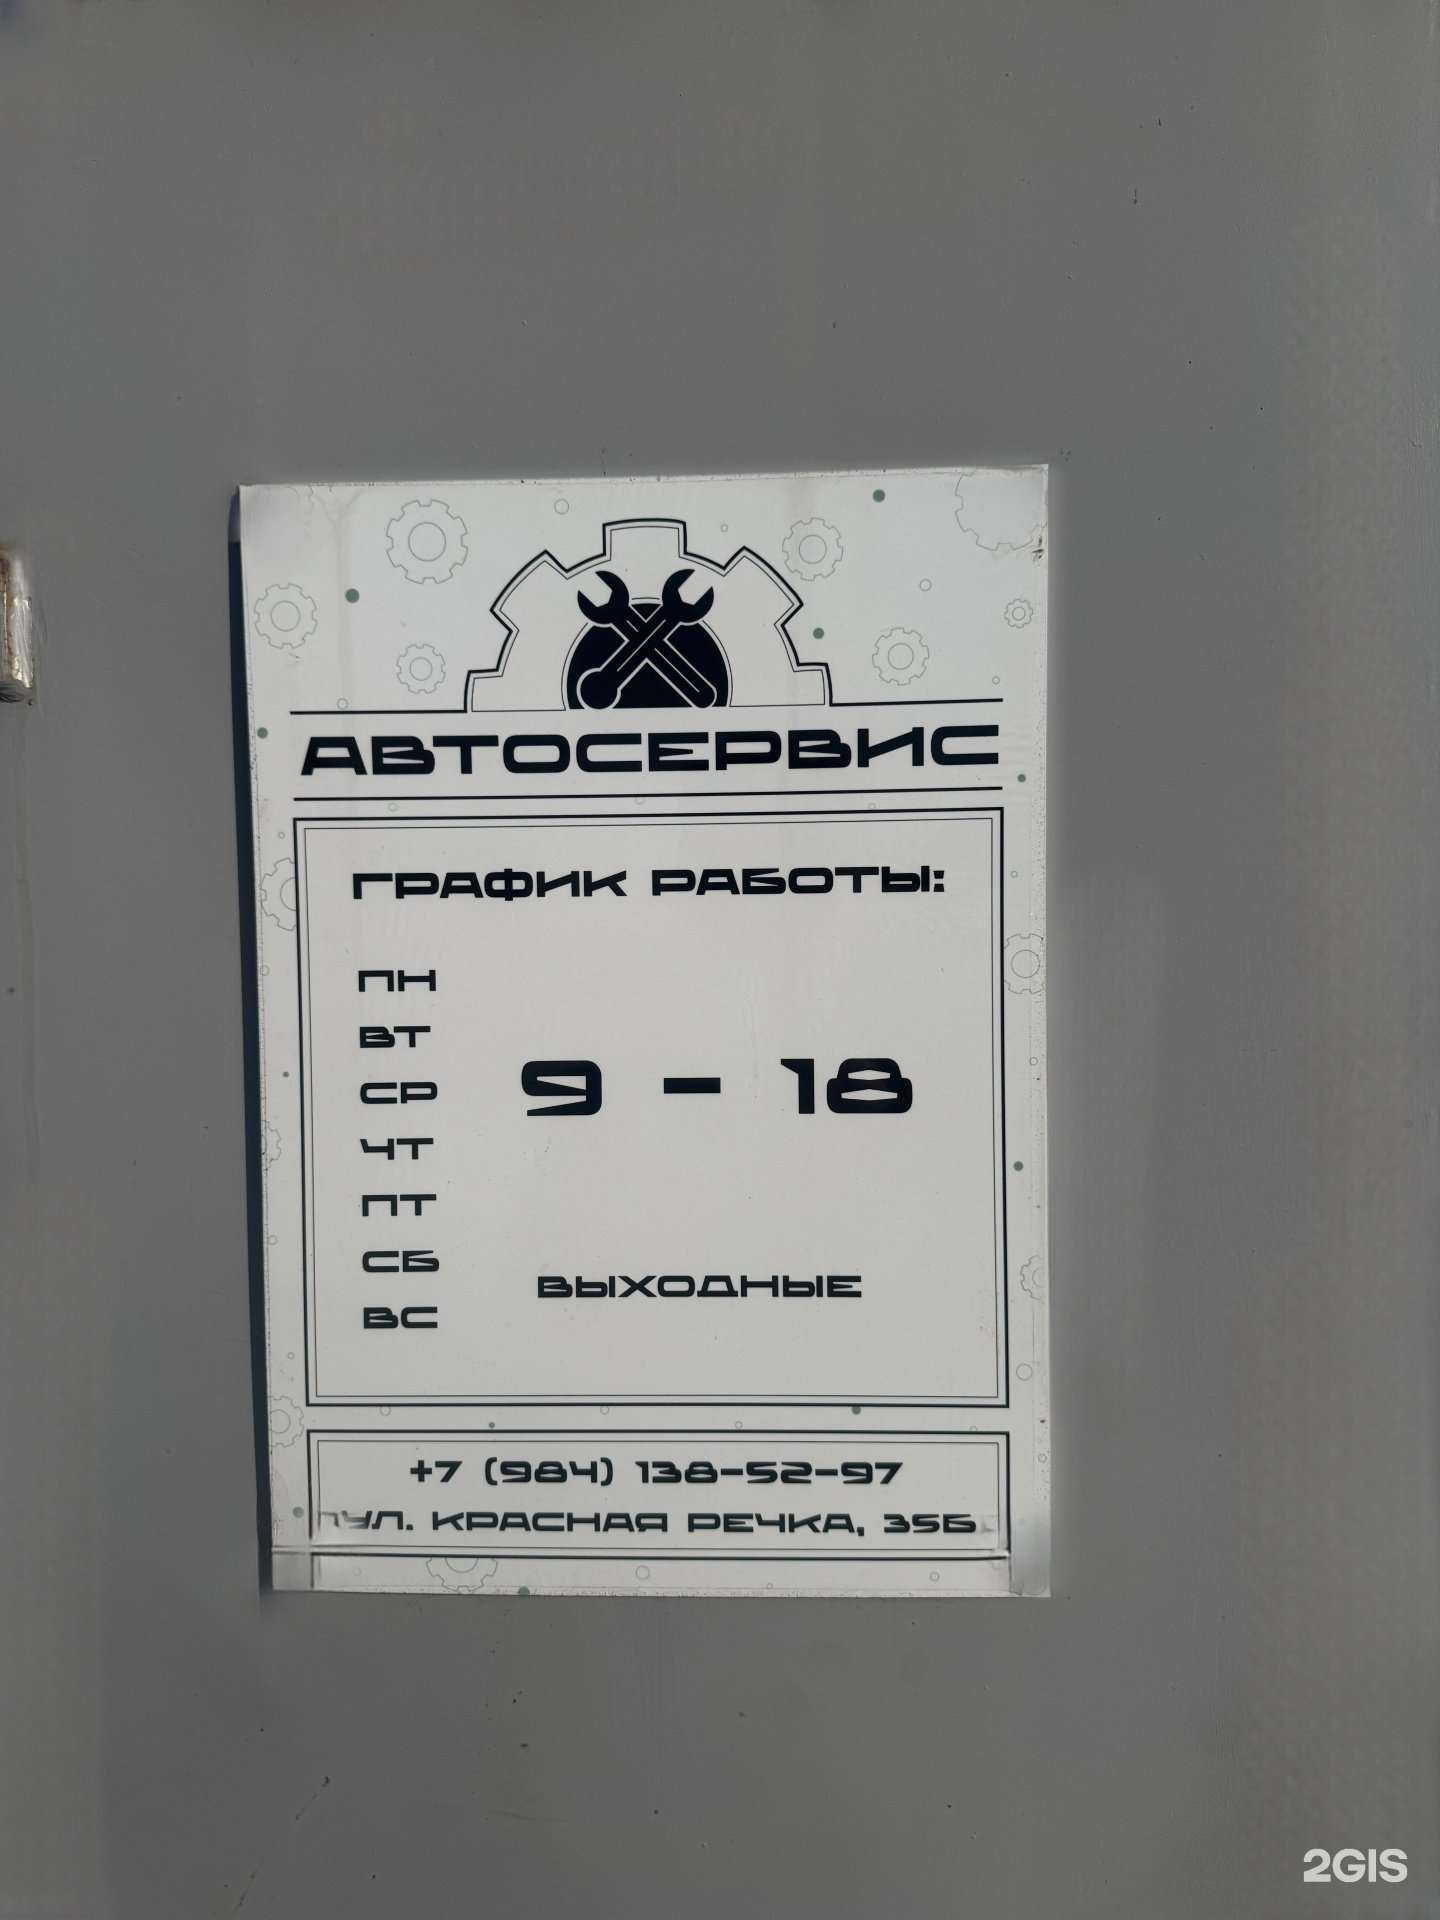 АВТОСЕРВИС
ГРАФИК РАБОТЫ:
ПН
ВТ
СР
ЧТ
ПТ
9 - 18
СБ
ВС
ВЫХОДНЫЕ
+7 (984) 138-52-97
УЛ. КРАСНАЯ РЕЧКА, 35Б
2GIS